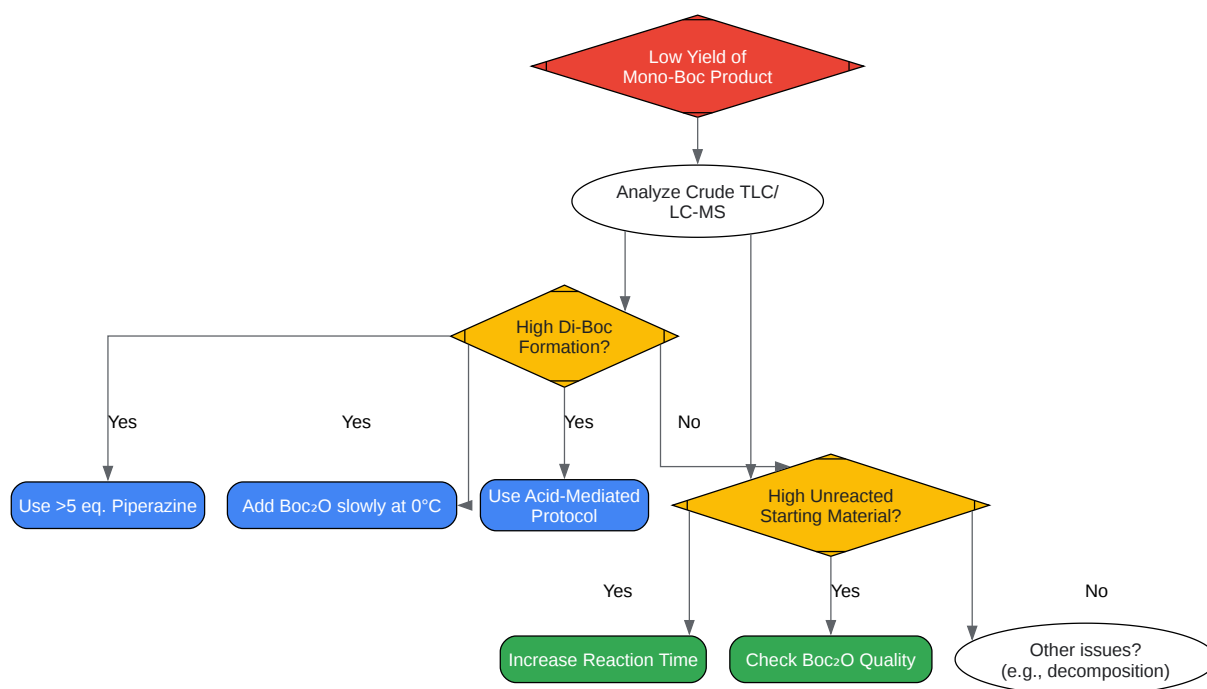 Low Yield of
Mono-Boc Product
Analyze Crude TLC/
LC-MS
High Di-Boc
Formation?
Yes
Yes
Yes
No
Use >5 eq. Piperazine
Add Boc₂O slowly at 0°C
Use Acid-Mediated
Protocol
High Unreacted
Starting Material?
Yes
Yes
No
Increase Reaction Time
Check Boc₂O Quality
Other issues?
(e.g., decomposition)